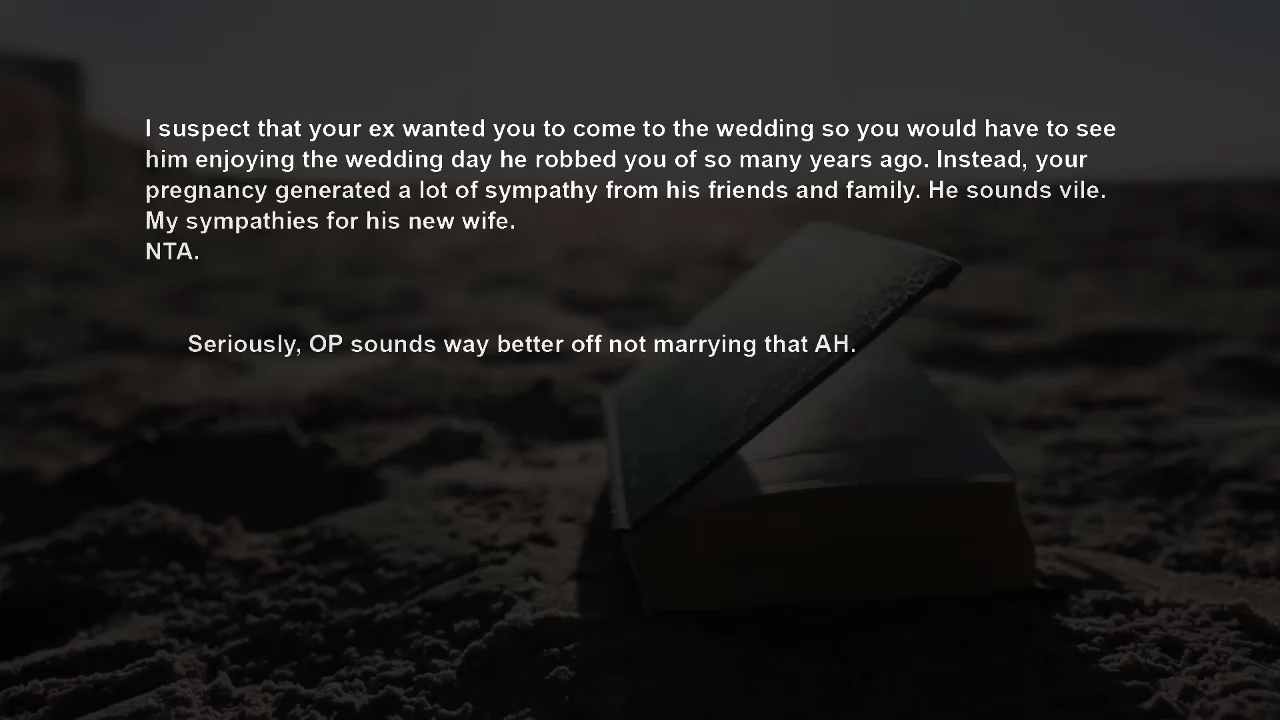 I suspect that your ex wanted you to come to the wedding so you would have to see
him enjoying the wedding day he robbed you of so many years ago. Instead, your
pregnancy generated a lot of sympathy from his friends and family. He sounds vile.
My sympathies for his new wife.
NTA.
Seriously, OP sounds way better off not marrying that AH.